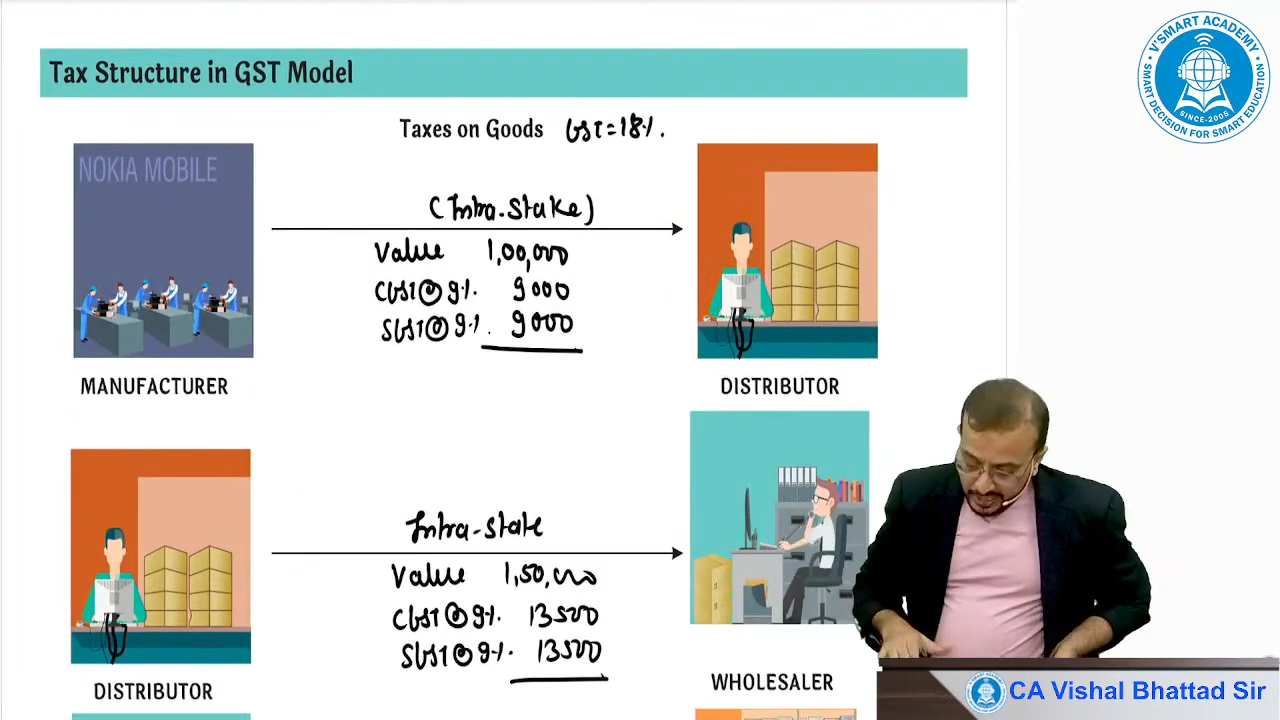 Tax Structure in GST Model
Taxes on Goods GST = 18%.
NOKIA MOBILE
(Intra-State)
Value 1,00,000
CGST @ 9%. 9000
SGST @ 9%. 9000
MANUFACTURER
DISTRIBUTOR
Intra-State
Value 1,50,000
CGST @ 9%. 13500
SGST @ 9%. 13500
DISTRIBUTOR
WHOLESALER
V'SMART ACADEMY
SMART DECISION FOR SMART EDUCATION
SINCE-2005
CA Vishal Bhattad Sir